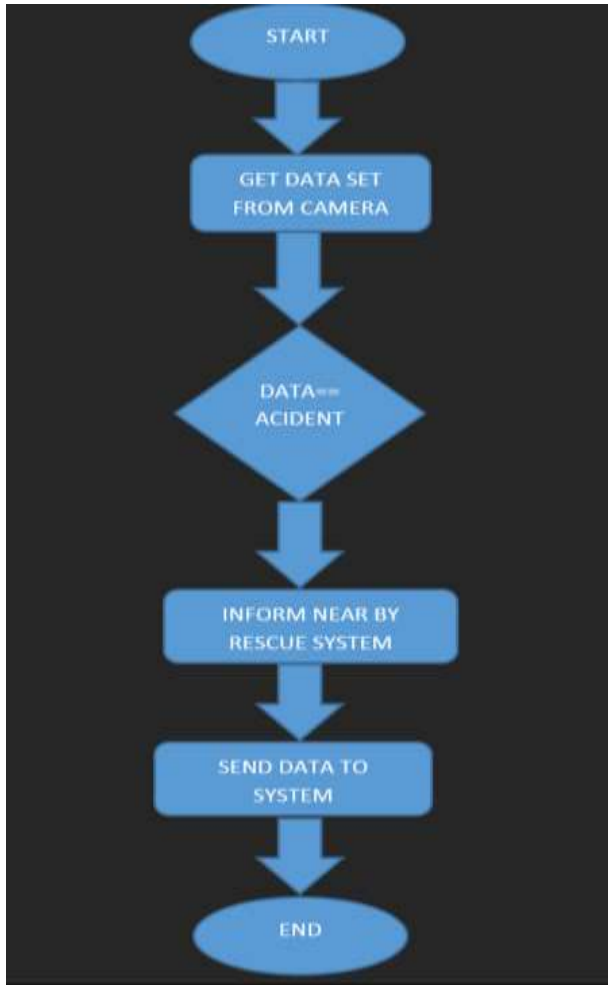 START
GET DATA SET
FROM CAMERA
DATA==
ACIDENT
INFORM NEAR BY
RESCUE SYSTEM
SEND DATA TO
SYSTEM
END